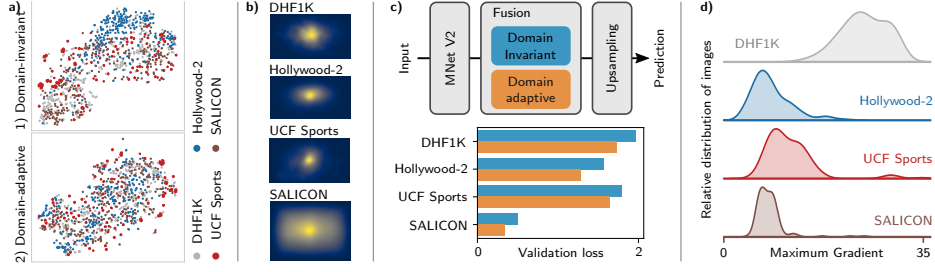 a)
1) Domain-invariant
2) Domain-adaptive
Hollywood-2
SALICON
DHF1K
UCF Sports
b)
DHF1K
Hollywood-2
UCF Sports
SALICON
c)
Input
MNet V2
Fusion
Domain
Invariant
Domain
adaptive
Upsampling
Prediction
DHF1K
Hollywood-2
UCF Sports
SALICON
0
2
Validation loss
d)
Relative distribution of images
DHF1K
Hollywood-2
UCF Sports
SALICON
0
35
Maximum Gradient